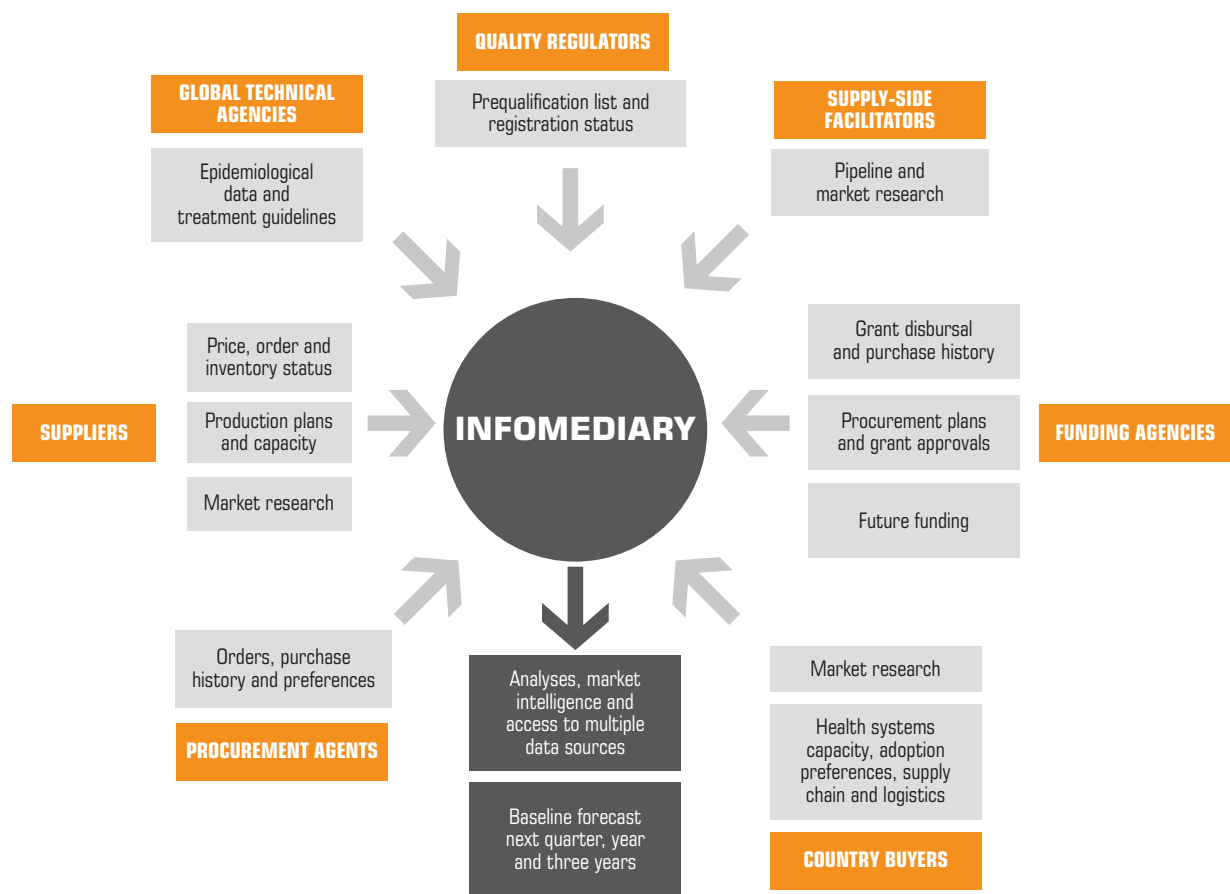 QUALITY REGULATORS
Prequalification list and
registration status
GLOBAL TECHNICAL
AGENCIES
Epidemiological
data and
treatment guidelines
SUPPLY-SIDE
FACILITATORS
Pipeline and
market research
SUPPLIERS
Price, order and
inventory status
Production plans
and capacity
Market research
INFOMEDIARY
Grant disbursal
and purchase history
Procurement plans
and grant approvals
Future funding
FUNDING AGENCIES
Orders, purchase
history and preferences
PROCUREMENT AGENTS
Analyses, market
intelligence and
access to multiple
data sources
Baseline forecast
next quarter, year
and three years
Market research
Health systems
capacity, adoption
preferences, supply
chain and logistics
COUNTRY BUYERS